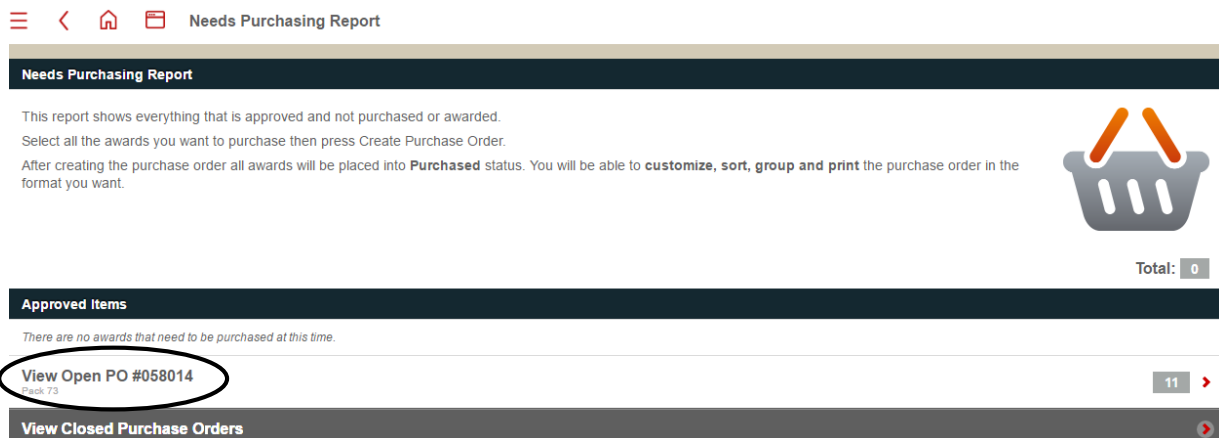 Needs Purchasing Report
Needs Purchasing Report
This report shows everything that is approved and not purchased or awarded.
Select all the awards you want to purchase then press Create Purchase Order.
After creating the purchase order all awards will be placed into Purchased status. You will be able to customize, sort, group and print the purchase order in the
format you want.
Total: 0
Approved Items
There are no awards that need to be purchased at this time.
View Open PO #058014
11
Pack 73
View Closed Purchase Orders